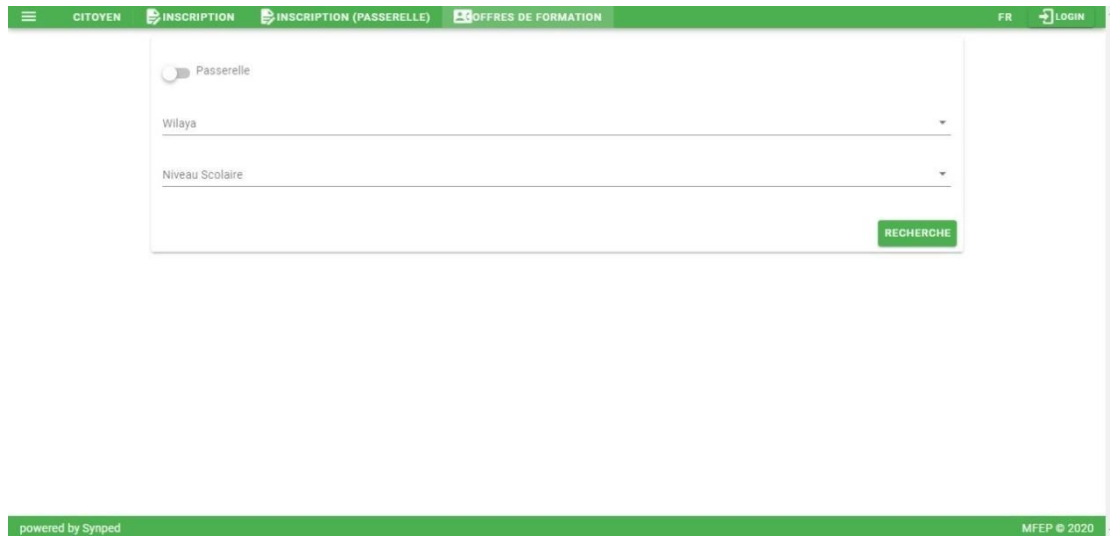 CITOYEN INSCRIPTION INSCRIPTION (PASSERELLE) OFFRES DE FORMATION FR LOGIN
Passerelle
Wilaya
Niveau Scolaire
RECHERCHE
powered by Synped MFEP © 2020